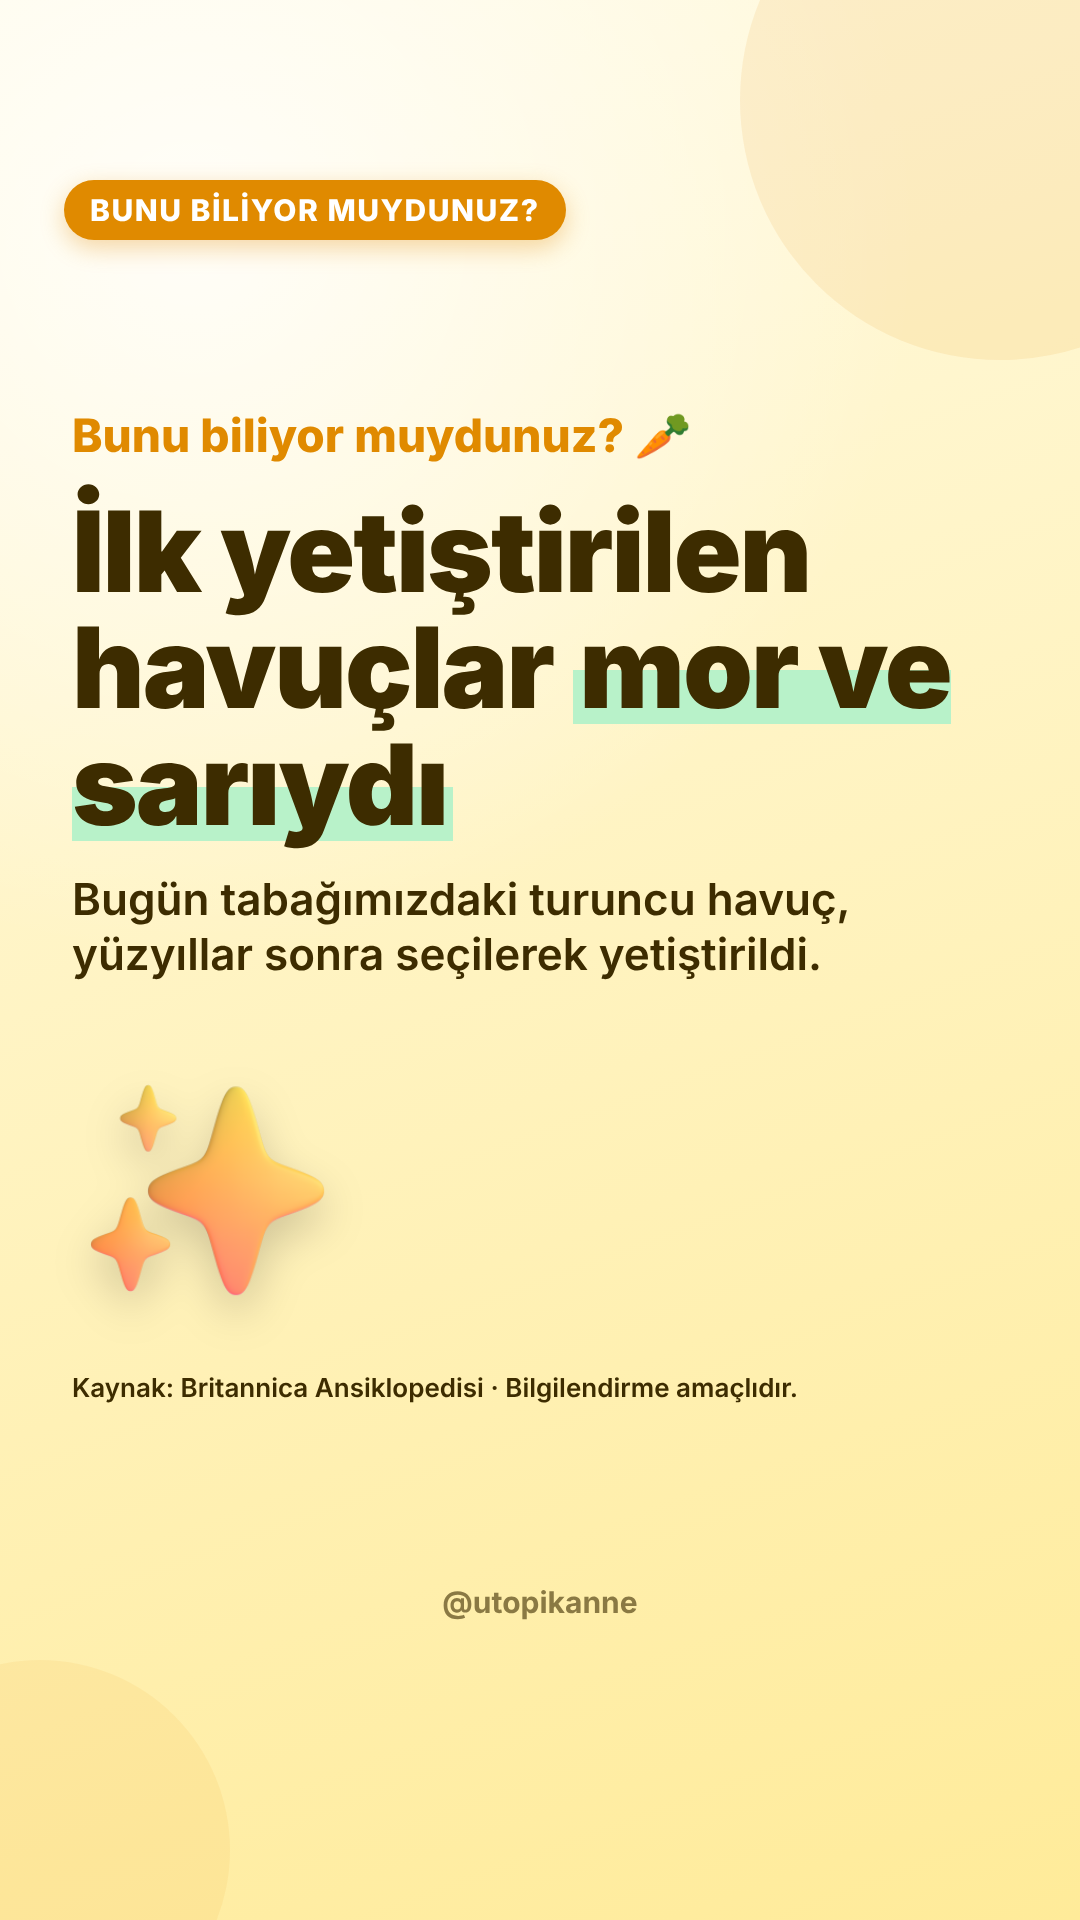 BUNU BİLİYOR MUYDUNUZ?
Bunu biliyor muydunuz? 🥕
İlk yetiştirilen
havuçlar mor ve
sarıydı
Bugün tabağımızdaki turuncu havuç,
yüzyıllar sonra seçilerek yetiştirildi.
Kaynak: Britannica Ansiklopedisi · Bilgilendirme amaçlıdır.
@utopikanne